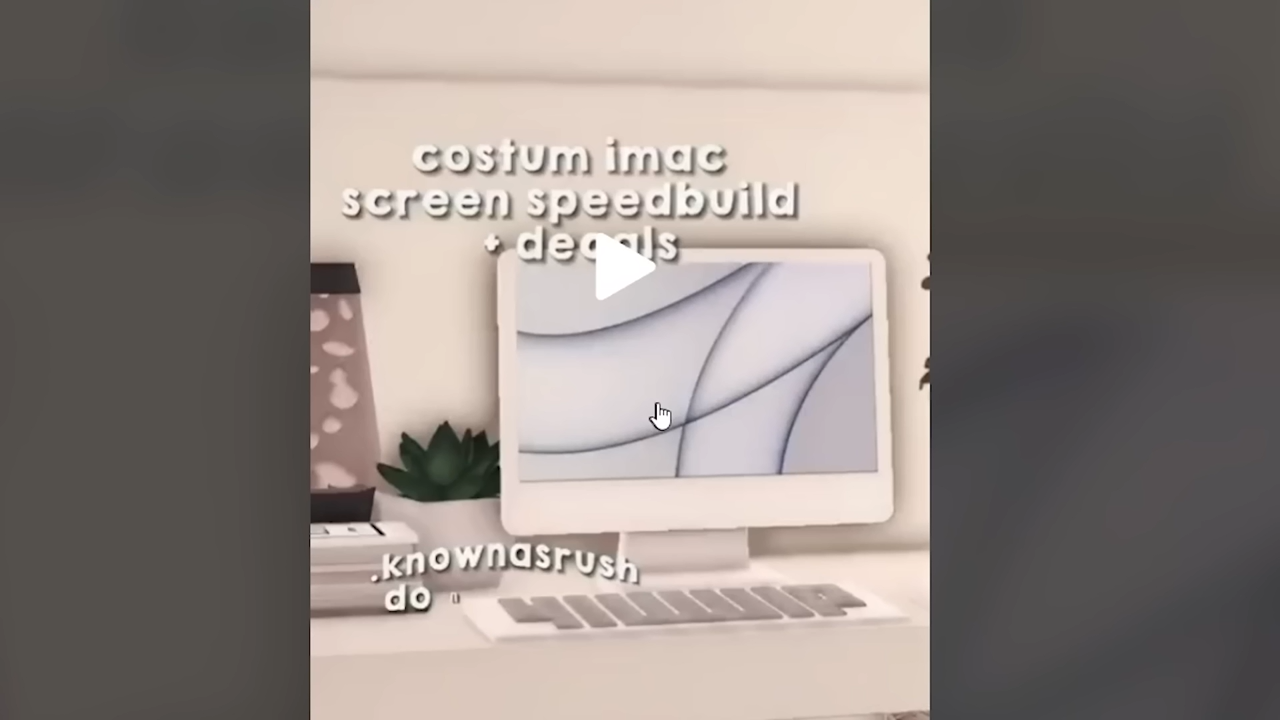 costum imac
screen speedbuild
+ decals
.knownasrush
do